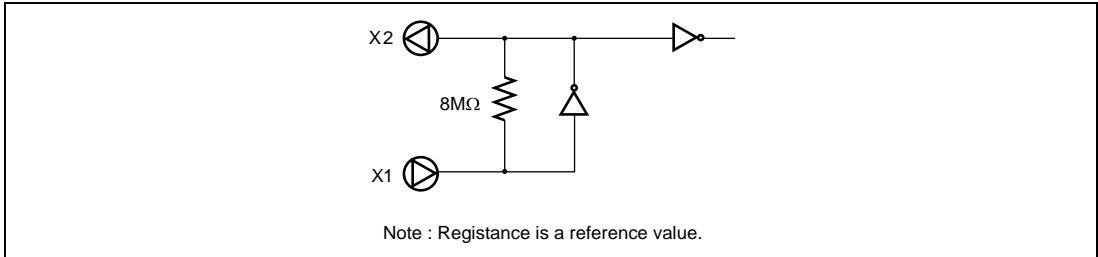 X2
8MΩ
X1
Note : Registance is a reference value.